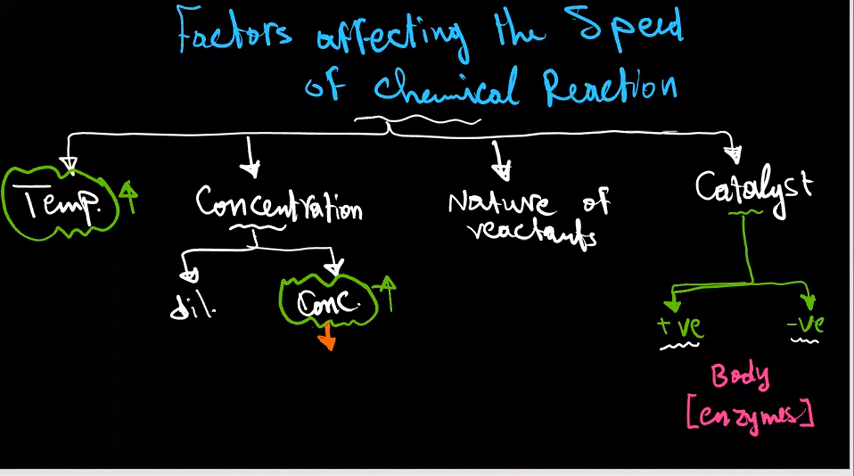 Factors affecting the Speed
of Chemical Reaction
Temp.
Concentration
Nature of
reactants
Catalyst
dil.
Conc.
+ve
-ve
Body
[enzymes]